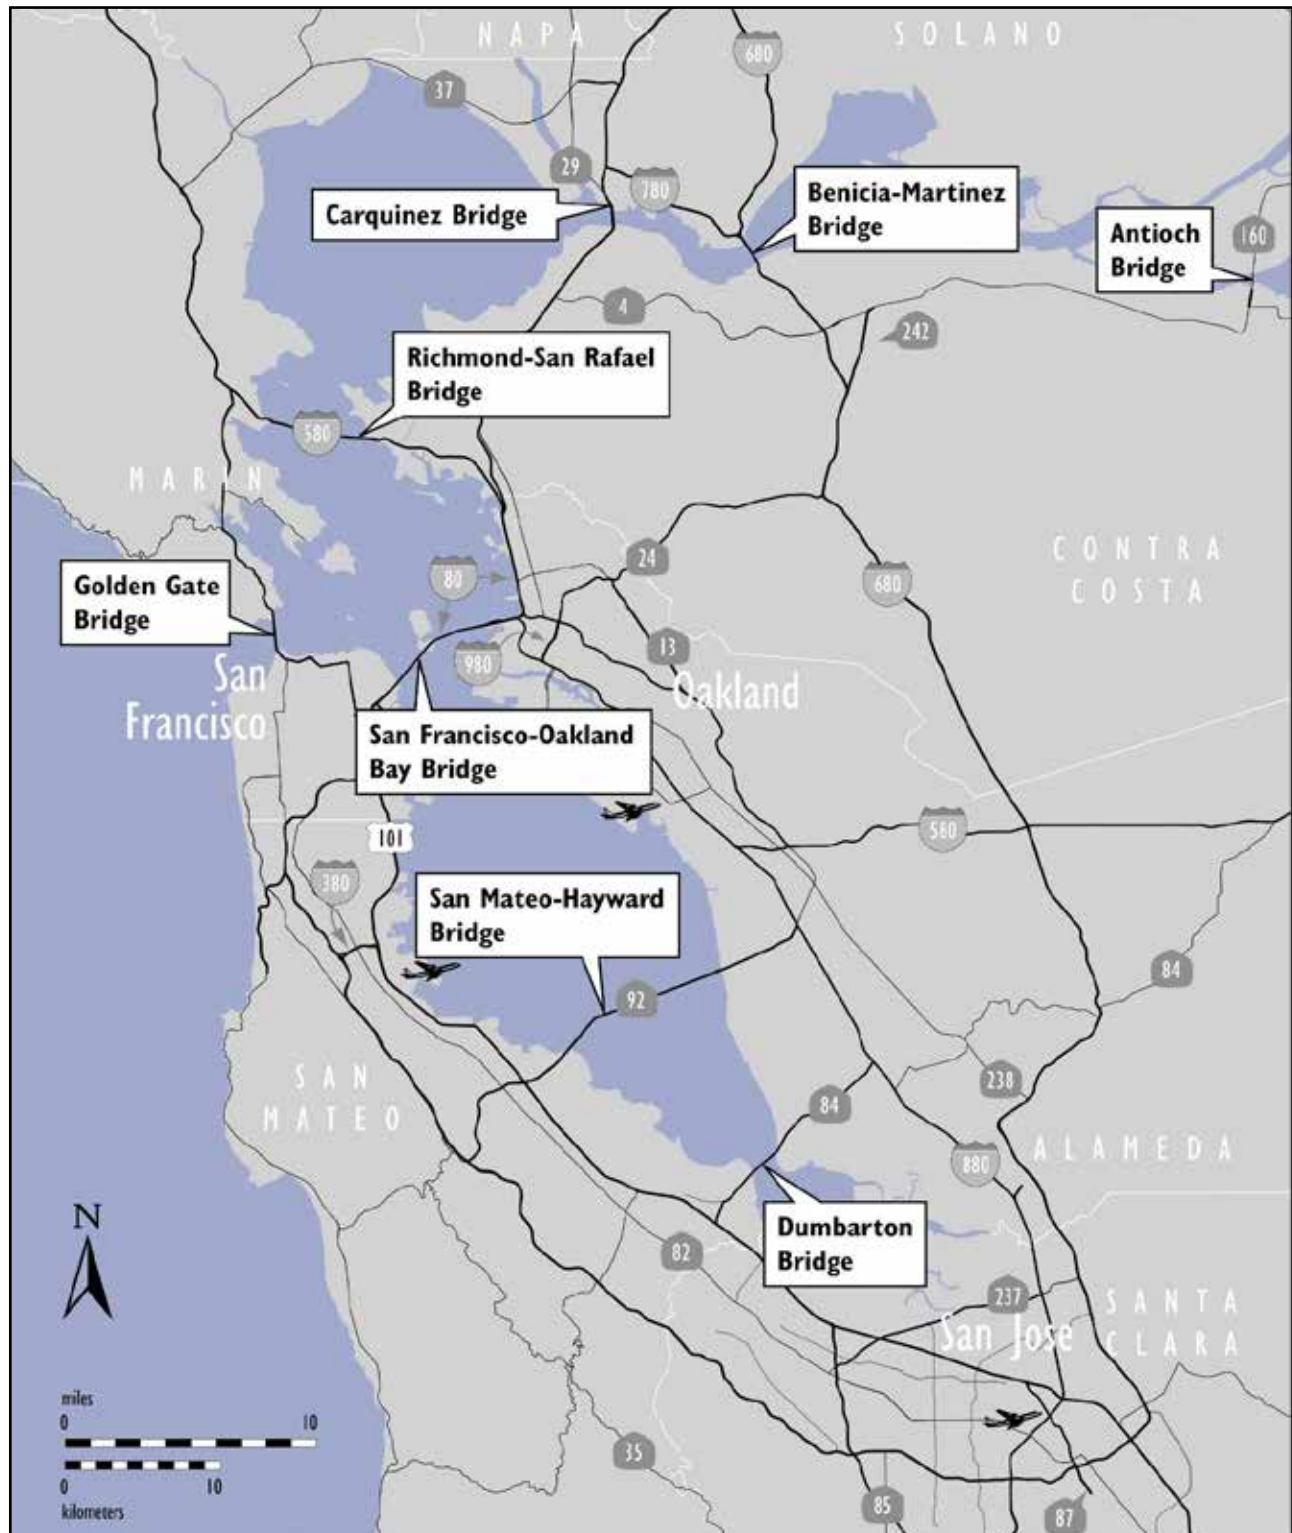 NAPA
SOLANO
680
37
29
780
Carquinez Bridge
Benicia-Martinez
Bridge
Antioch
Bridge
160
4
242
Richmond-San Rafael
Bridge
580
MARIN
24
CONTRA
COSTA
80
680
Golden Gate
Bridge
13
980
San
Francisco
Oakland
San Francisco-Oakland
Bay Bridge
101
580
380
San Mateo-Hayward
Bridge
92
84
SAN
MATEO
238
84
ALAMEDA
880
N
Dumbarton
Bridge
82
237
SANTA
CLARA
San Jose
miles
0 10
0 10
kilometers
35
85
87